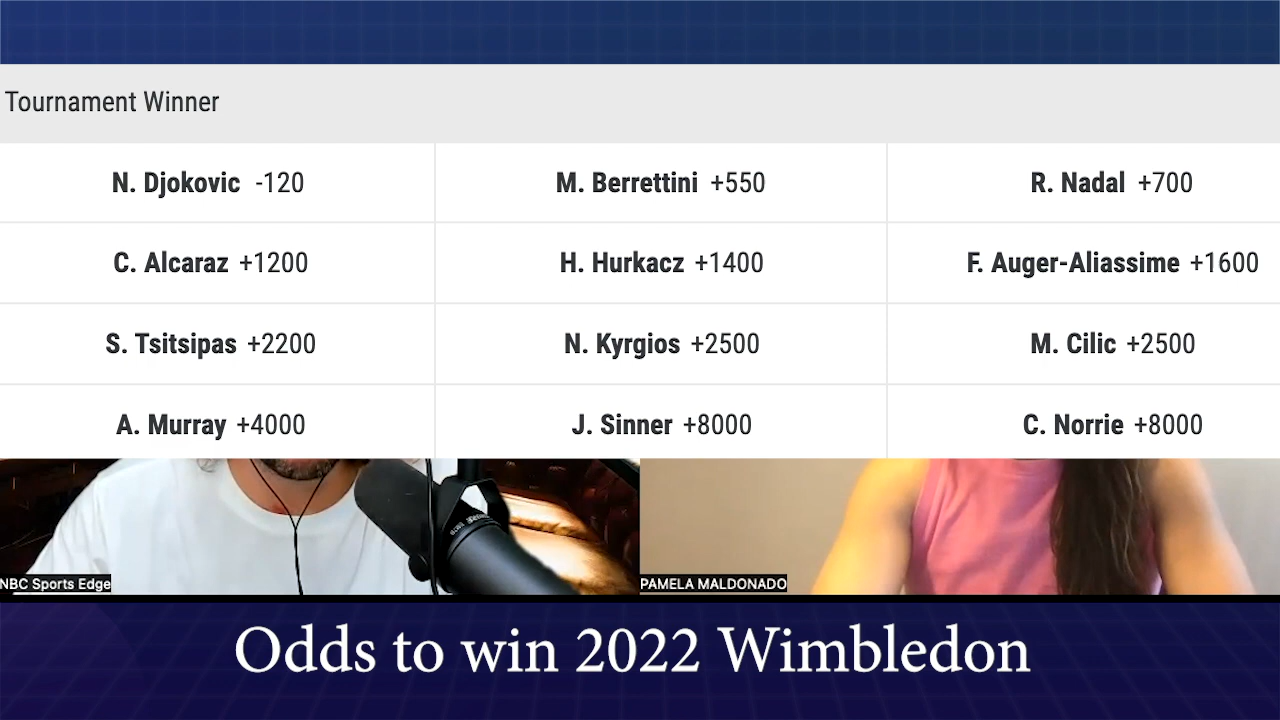 Tournament Winner
N. Djokovic -120 M. Berrettini +550 R. Nadal +700
C. Alcaraz +1200 H. Hurkacz +1400 F. Auger-Aliassime +1600
S. Tsitsipas +2200 N. Kyrgios +2500 M. Cilic +2500
A. Murray +4000 J. Sinner +8000 C. Norrie +8000
NBC Sports Edge PAMELA MALDONADO
Odds to win 2022 Wimbledon